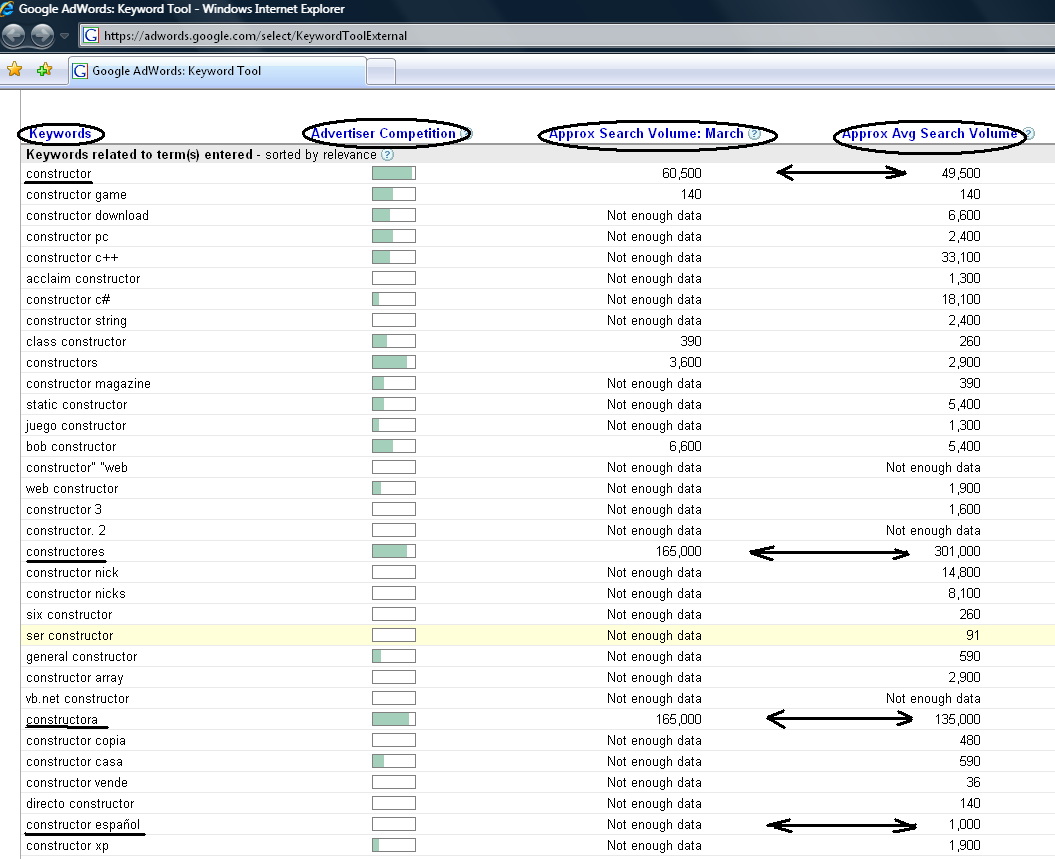 Google AdWords: Keyword Tool - Windows Internet Explorer
https://adwords.google.com/select/KeywordToolExternal
Google AdWords: Keyword Tool
Keywords Advertiser Competition ? Approx Search Volume: March ? Approx Avg Search Volume ?
Keywords related to term(s) entered - sorted by relevance ?
constructor 60,500 49,500
constructor game 140 140
constructor download Not enough data 6,600
constructor pc Not enough data 2,400
constructor c++ Not enough data 33,100
acclaim constructor Not enough data 1,300
constructor c# Not enough data 18,100
constructor string Not enough data 2,400
class constructor 390 260
constructors 3,600 2,900
constructor magazine Not enough data 390
static constructor Not enough data 5,400
juego constructor Not enough data 1,300
bob constructor 6,600 5,400
constructor" "web Not enough data Not enough data
web constructor Not enough data 1,900
constructor 3 Not enough data 1,600
constructor. 2 Not enough data Not enough data
constructores 165,000 301,000
constructor nick Not enough data 14,800
constructor nicks Not enough data 8,100
six constructor Not enough data 260
ser constructor Not enough data 91
general constructor Not enough data 590
constructor array Not enough data 2,900
vb.net constructor Not enough data Not enough data
constructora 165,000 135,000
constructor copia Not enough data 480
constructor casa Not enough data 590
constructor vende Not enough data 36
directo constructor Not enough data 140
constructor español Not enough data 1,000
constructor xp Not enough data 1,900